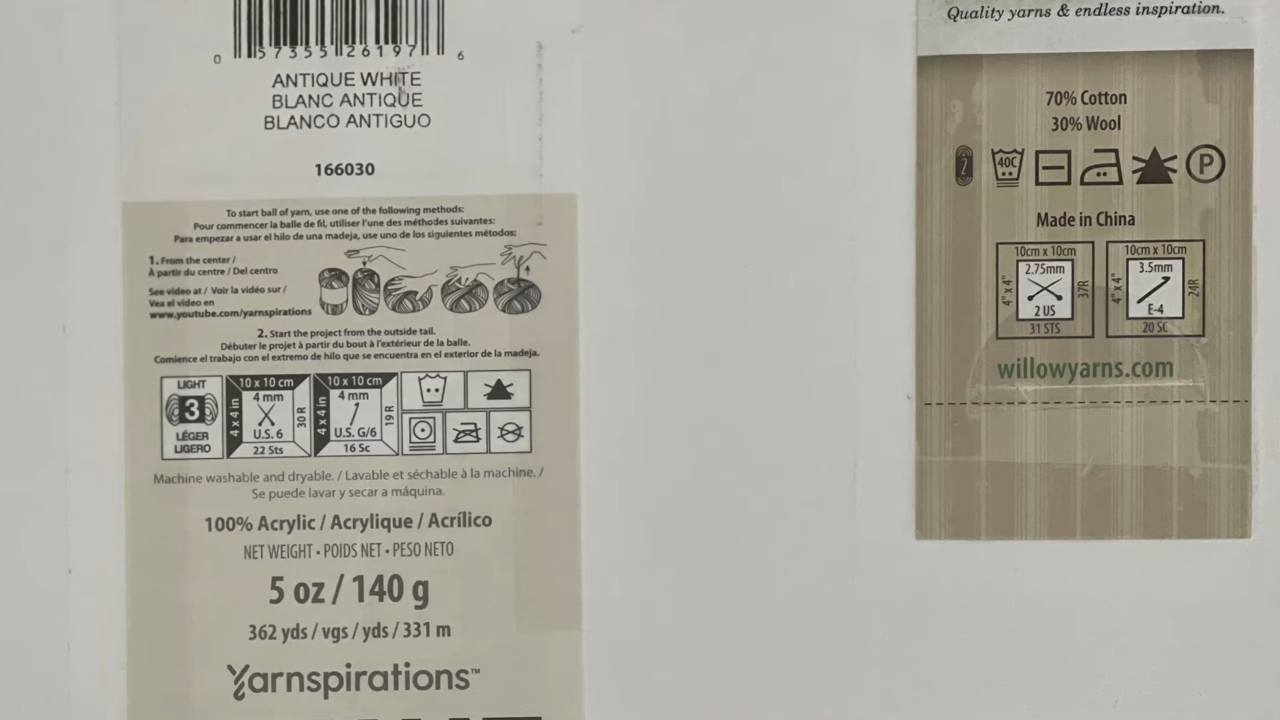 0 57355 26197 6
ANTIQUE WHITE
BLANC ANTIQUE
BLANCO ANTIGUO
166030
To start ball of yarn, use one of the following methods:
Pour commencer la balle de fil, utiliser l'une des méthodes suivantes:
Para empezar a usar el hilo de una madeja, use uno de los siguientes métodos:
1. From the center /
À partir du centre / Del centro
See video at / Voir la vidéo sur /
Vea el video en
www.youtube.com/yarnspirations
2. Start the project from the outside tail.
Débuter le projet à partir du bout à l'extérieur de la balle.
Comience el trabajo con el extremo de hilo que se encuentra en el exterior de la madeja.
LIGHT
3
LÉGER
LIGERO
10 x 10 cm
4 x 4 in
4 mm
30 R
U.S. 6
22 Sts
10 x 10 cm
4 x 4 in
4 mm
19 R
U.S. G/6
16 Sc
Machine washable and dryable. / Lavable et séchable à la machine. /
Se puede lavar y secar a máquina.
100% Acrylic / Acrylique / Acrílico
NET WEIGHT • POIDS NET • PESO NETO
5 oz / 140 g
362 yds / vgs / yds / 331 m
Yarnspirations™
Quality yarns & endless inspiration.
70% Cotton
30% Wool
2
40C
P
Made in China
10cm x 10cm
4" x 4"
2.75mm
37R
2 US
31 STS
10cm x 10cm
4" x 4"
3.5mm
24R
E-4
20 SC
willowyarns.com